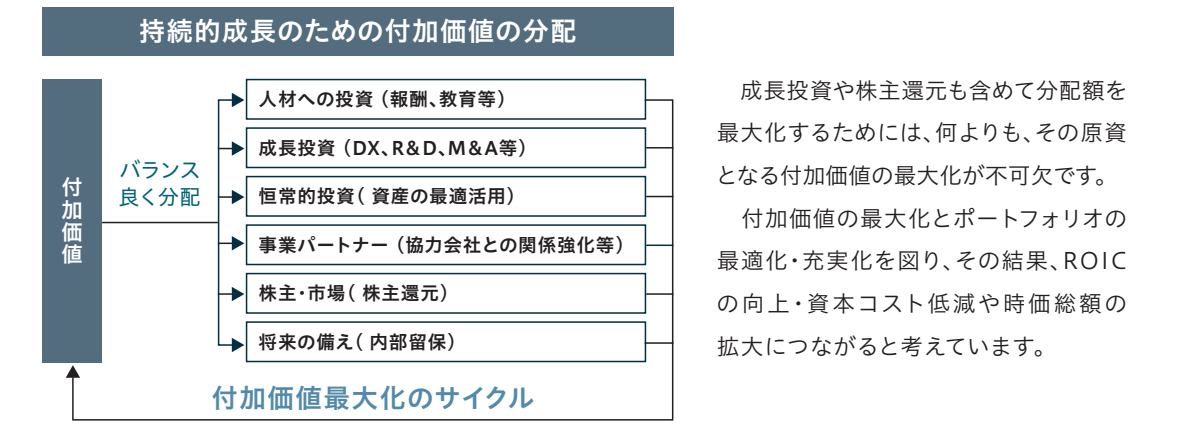 持続的成長のための付加価値の分配
付加価値
バランス
良く分配
人材への投資（報酬、教育等）
成長投資（DX、R&D、M&A等）
恒常的投資（資産の最適活用）
事業パートナー（協力会社との関係強化等）
株主・市場（株主還元）
将来の備え（内部留保）
付加価値最大化のサイクル
成長投資や株主還元も含めて分配額を
最大化するためには、何よりも、その原資
となる付加価値の最大化が不可欠です。
付加価値の最大化とポートフォリオの
最適化・充実化を図り、その結果、ROIC
の向上・資本コスト低減や時価総額の
拡大につながると考えています。